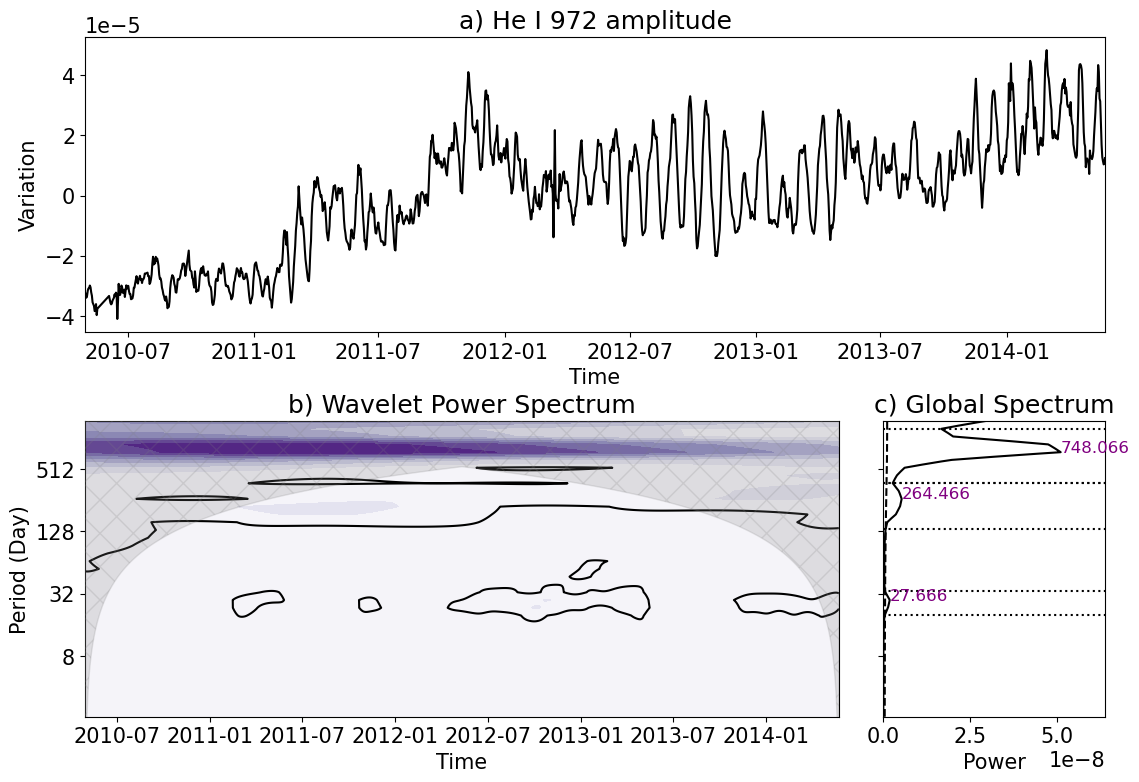 a) He I 972 amplitude
1e−5
4
2
0
−2
−4
Variation
2010-07 2011-01 2011-07 2012-01 2012-07 2013-01 2013-07 2014-01
Time
b) Wavelet Power Spectrum
512
128
32
8
Period (Day)
2010-07 2011-01 2011-07 2012-01 2012-07 2013-01 2013-07 2014-01
Time
c) Global Spectrum
748.066
264.466
27.666
0.0 2.5 5.0
Power
1e−8